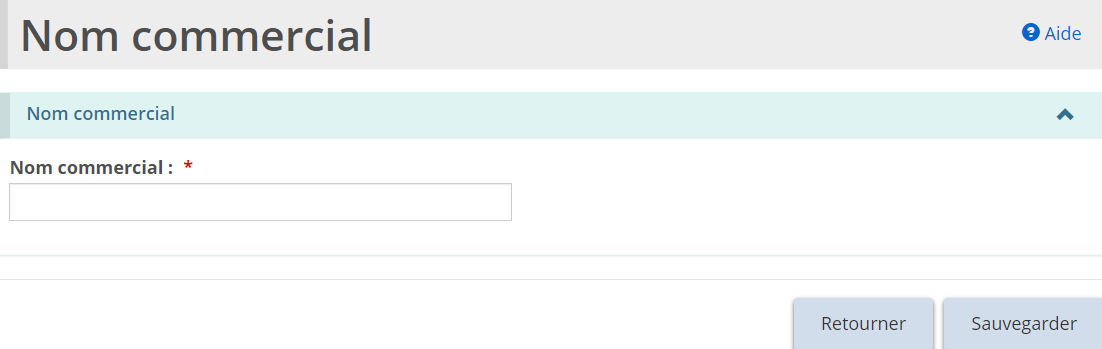 Nom commercial
Aide
Nom commercial
Nom commercial : *
Retourner
Sauvegarder